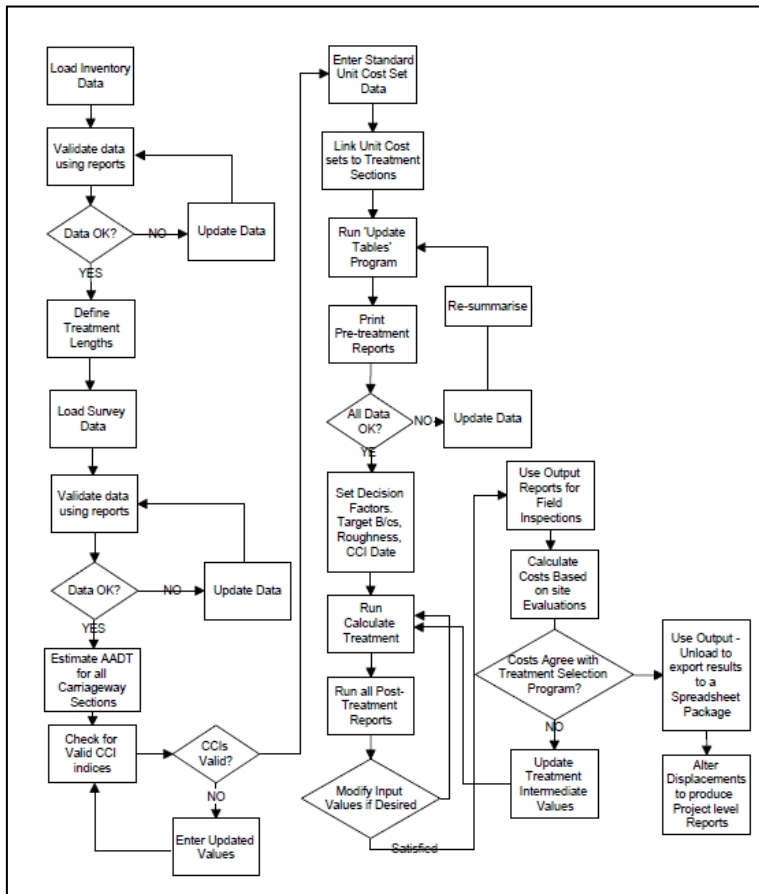 Load Inventory
Data
Validate data
using reports
Data OK?
NO
Update Data
YES
Define
Treatment
Lengths
Load Survey
Data
Validate data
using reports
Data OK?
NO
Update Data
YES
Estimate AADT
for all
Carriageway
Sections
Check for
Valid CCI
indices
CCIs
Valid?
NO
Enter Updated
Values
Enter Standard
Unit Cost Set
Data
Link Unit Cost
sets to Treatment
Sections
Run 'Update
Tables'
Program
Re-summarise
Print
Pre-treatment
Reports
All Data
OK?
NO
Update Data
YE
Set Decision
Factors.
Target B/cs,
Roughness,
CCI Date
Run
Calculate
Treatment
Run all Post-
Treatment
Reports
Modify Input
Values if Desired
Satisfied
Use Output
Reports for
Field
Inspections
Calculate
Costs Based
on site
Evaluations
Costs Agree with
Treatment Selection
Program?
NO
Update
Treatment
Intermediate
Values
Use Output -
Unload to
export results
to a
Spreadsheet
Package
Alter
Displacements
to produce
Project level
Reports